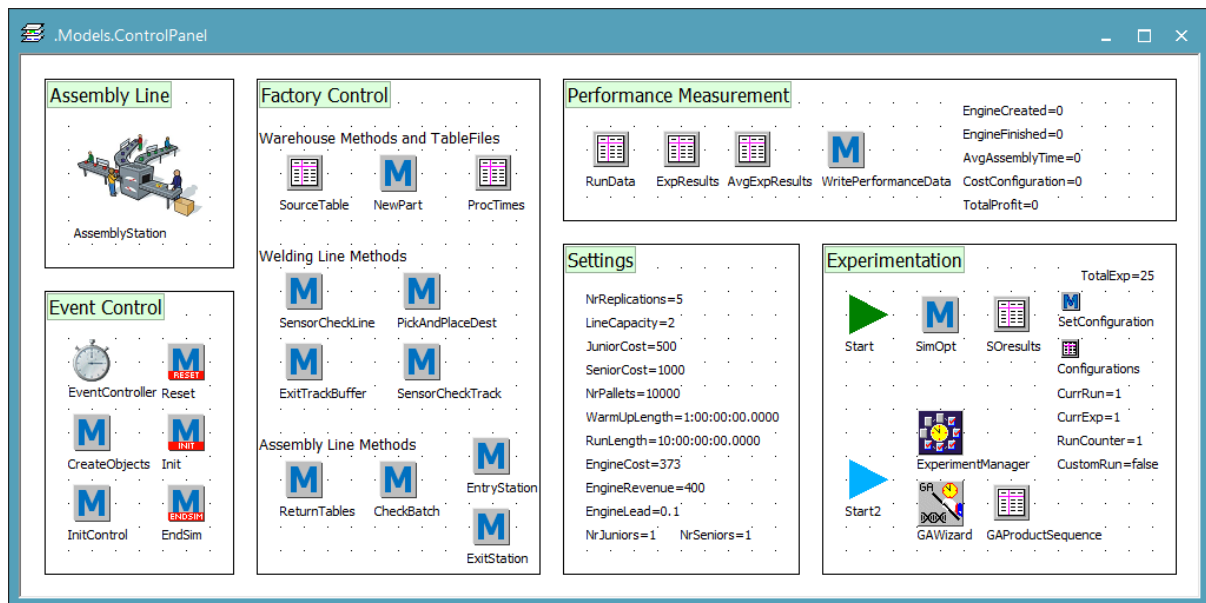 .Models.ControlPanel
Assembly Line
AssemblyStation
Event Control
EventController Reset
RESET
CreateObjects Init
INIT
InitControl EndSim
ENDSIM
Factory Control
Warehouse Methods and TableFiles
M
SourceTable NewPart ProcTimes
Welding Line Methods
M M
SensorCheckLine PickAndPlaceDest
M M
ExitTrackBuffer SensorCheckTrack
Assembly Line Methods
M M M
EntryStation
ReturnTables CheckBatch
M
ExitStation
Performance Measurement
M
RunData ExpResults AvgExpResults WritePerformanceData
EngineCreated=0
EngineFinished=0
AvgAssemblyTime=0
CostConfiguration=0
TotalProfit=0
Settings
NrReplications=5
LineCapacity=2
JuniorCost=500
SeniorCost=1000
NrPallets=10000
WarmUpLength=1:00:00:00.0000
RunLength=10:00:00:00.0000
EngineCost=373
EngineRevenue=400
EngineLead=0.1
NrJuniors=1 NrSeniors=1
Experimentation
TotalExp=25
M
Start SimOpt SOresults
M
SetConfiguration
Configurations
CurrRun=1
CurrExp=1
RunCounter=1
CustomRun=false
ExperimentManager
GA
Start2 GAWizard GAProductSequence